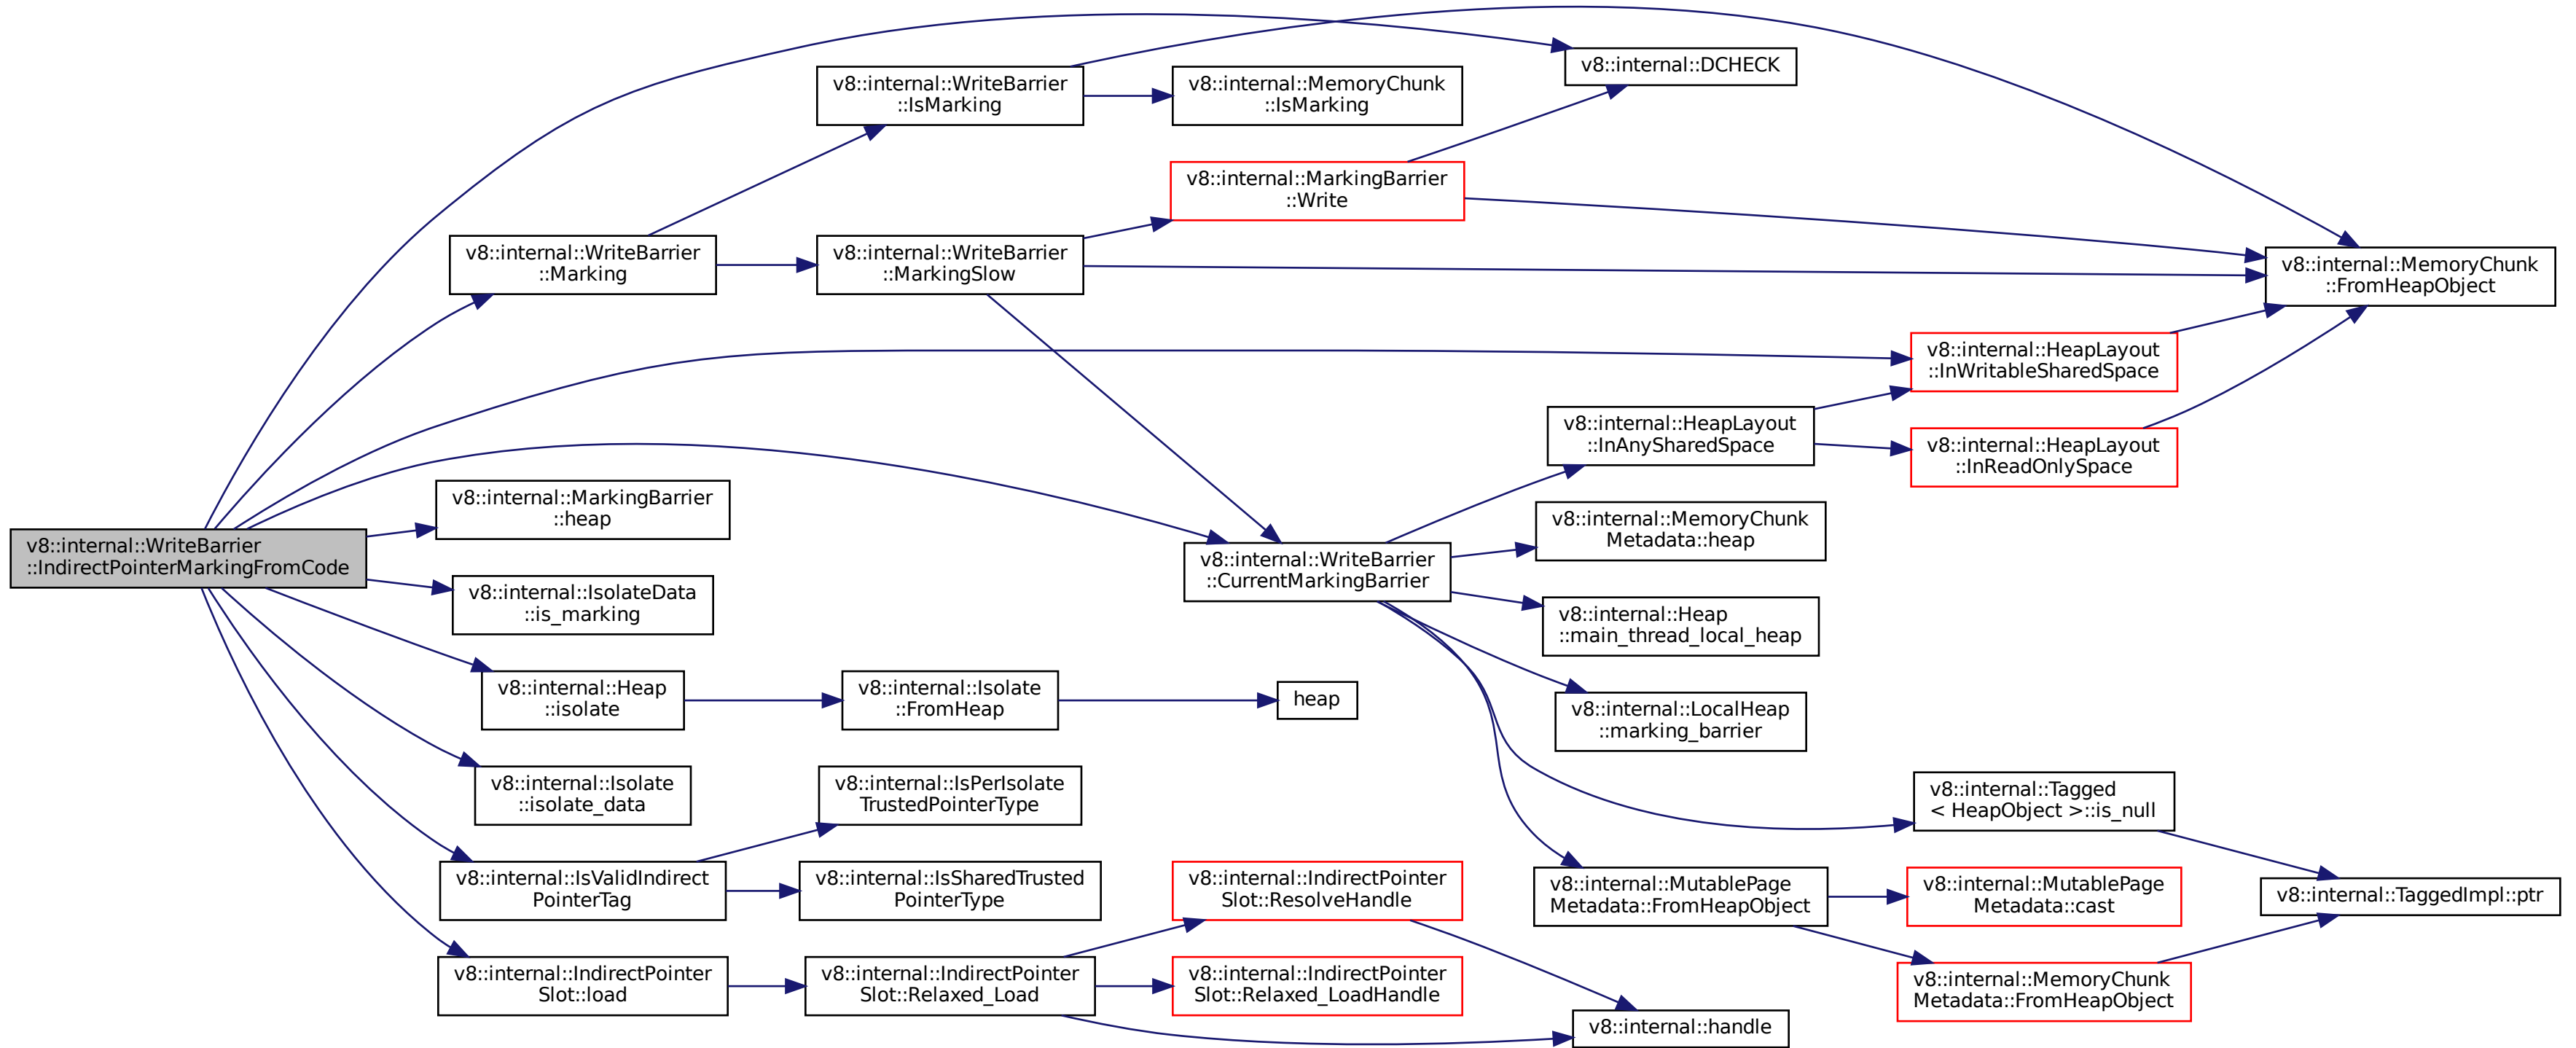 v8::internal::WriteBarrier
::IndirectPointerMarkingFromCode
v8::internal::WriteBarrier
::Marking
v8::internal::MarkingBarrier
::heap
v8::internal::IsolateData
::is_marking
v8::internal::Heap
::isolate
v8::internal::Isolate
::isolate_data
v8::internal::IsValidIndirect
PointerTag
v8::internal::IndirectPointer
Slot::load
v8::internal::WriteBarrier
::IsMarking
v8::internal::WriteBarrier
::MarkingSlow
v8::internal::Isolate
::FromHeap
v8::internal::IsPerIsolate
TrustedPointerType
v8::internal::IsSharedTrusted
PointerType
v8::internal::IndirectPointer
Slot::Relaxed_Load
v8::internal::MemoryChunk
::IsMarking
v8::internal::MarkingBarrier
::Write
v8::internal::WriteBarrier
::CurrentMarkingBarrier
heap
v8::internal::IndirectPointer
Slot::ResolveHandle
v8::internal::IndirectPointer
Slot::Relaxed_LoadHandle
v8::internal::DCHECK
v8::internal::HeapLayout
::InAnySharedSpace
v8::internal::MemoryChunk
Metadata::heap
v8::internal::Heap
::main_thread_local_heap
v8::internal::LocalHeap
::marking_barrier
v8::internal::MutablePage
Metadata::FromHeapObject
v8::internal::handle
v8::internal::HeapLayout
::InWritableSharedSpace
v8::internal::HeapLayout
::InReadOnlySpace
v8::internal::Tagged
< HeapObject >::is_null
v8::internal::MutablePage
Metadata::cast
v8::internal::MemoryChunk
Metadata::FromHeapObject
v8::internal::MemoryChunk
::FromHeapObject
v8::internal::TaggedImpl::ptr